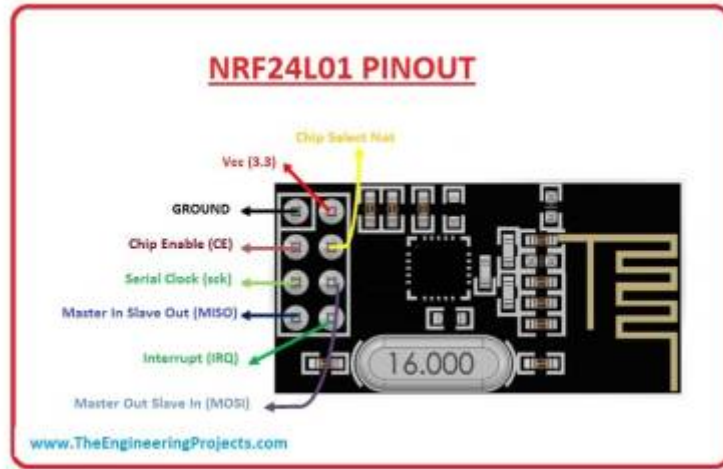 NRF24L01 PINOUT
Chip Select Not
Vcc (3.3)
GROUND
Chip Enable (CE)
Serial Clock (sck)
Master In Slave Out (MISO)
Interrupt (IRQ)
16.000
Master Out Slave In (MOSI)
www.TheEngineeringProjects.com